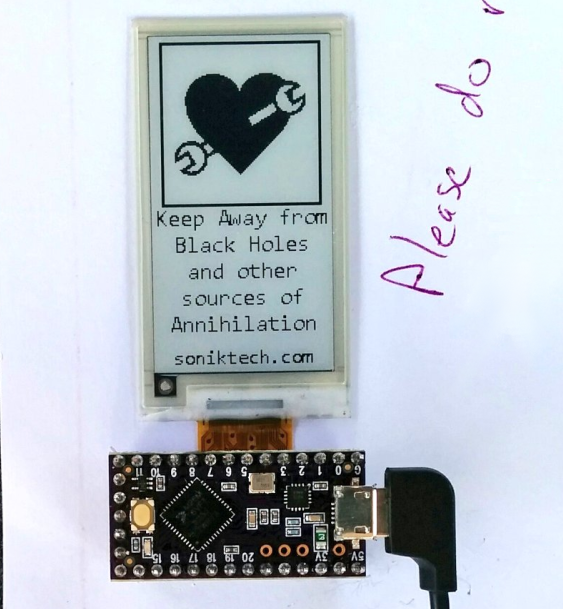 Keep Away from
Black Holes
and other
sources of
Annihilation
soniktech.com
Please do
11 10 9 8 7 6 5 3 2 1 0 G
15 16 17 18 19 20 3V 5V